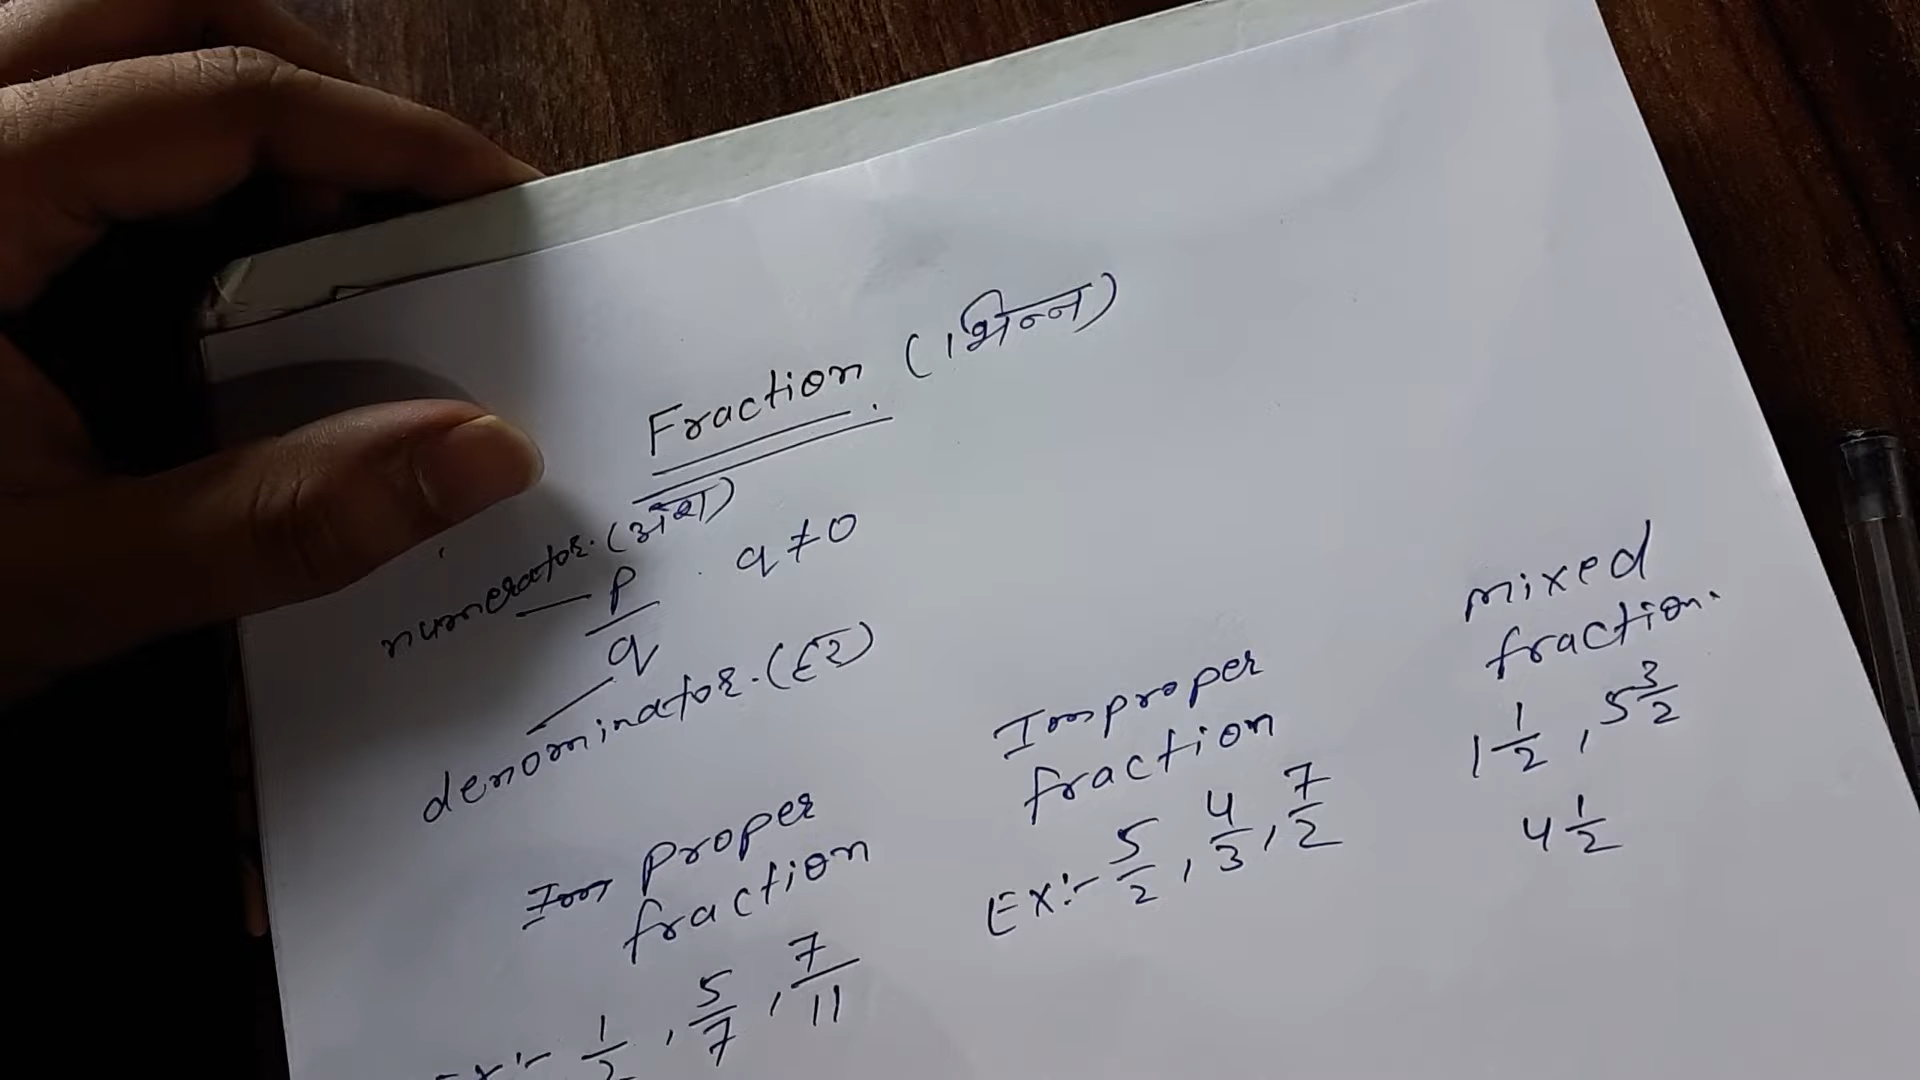 Fraction (भिन्न)
numerator. (अंश)
p/q q ≠ 0
denominator. (हर)
proper
fraction
Ex:- 1/2, 5/7, 7/11
Improper
fraction
Ex:- 5/2, 4/3, 7/2
mixed
fraction.
1 1/2, 5 3/2
4 1/2